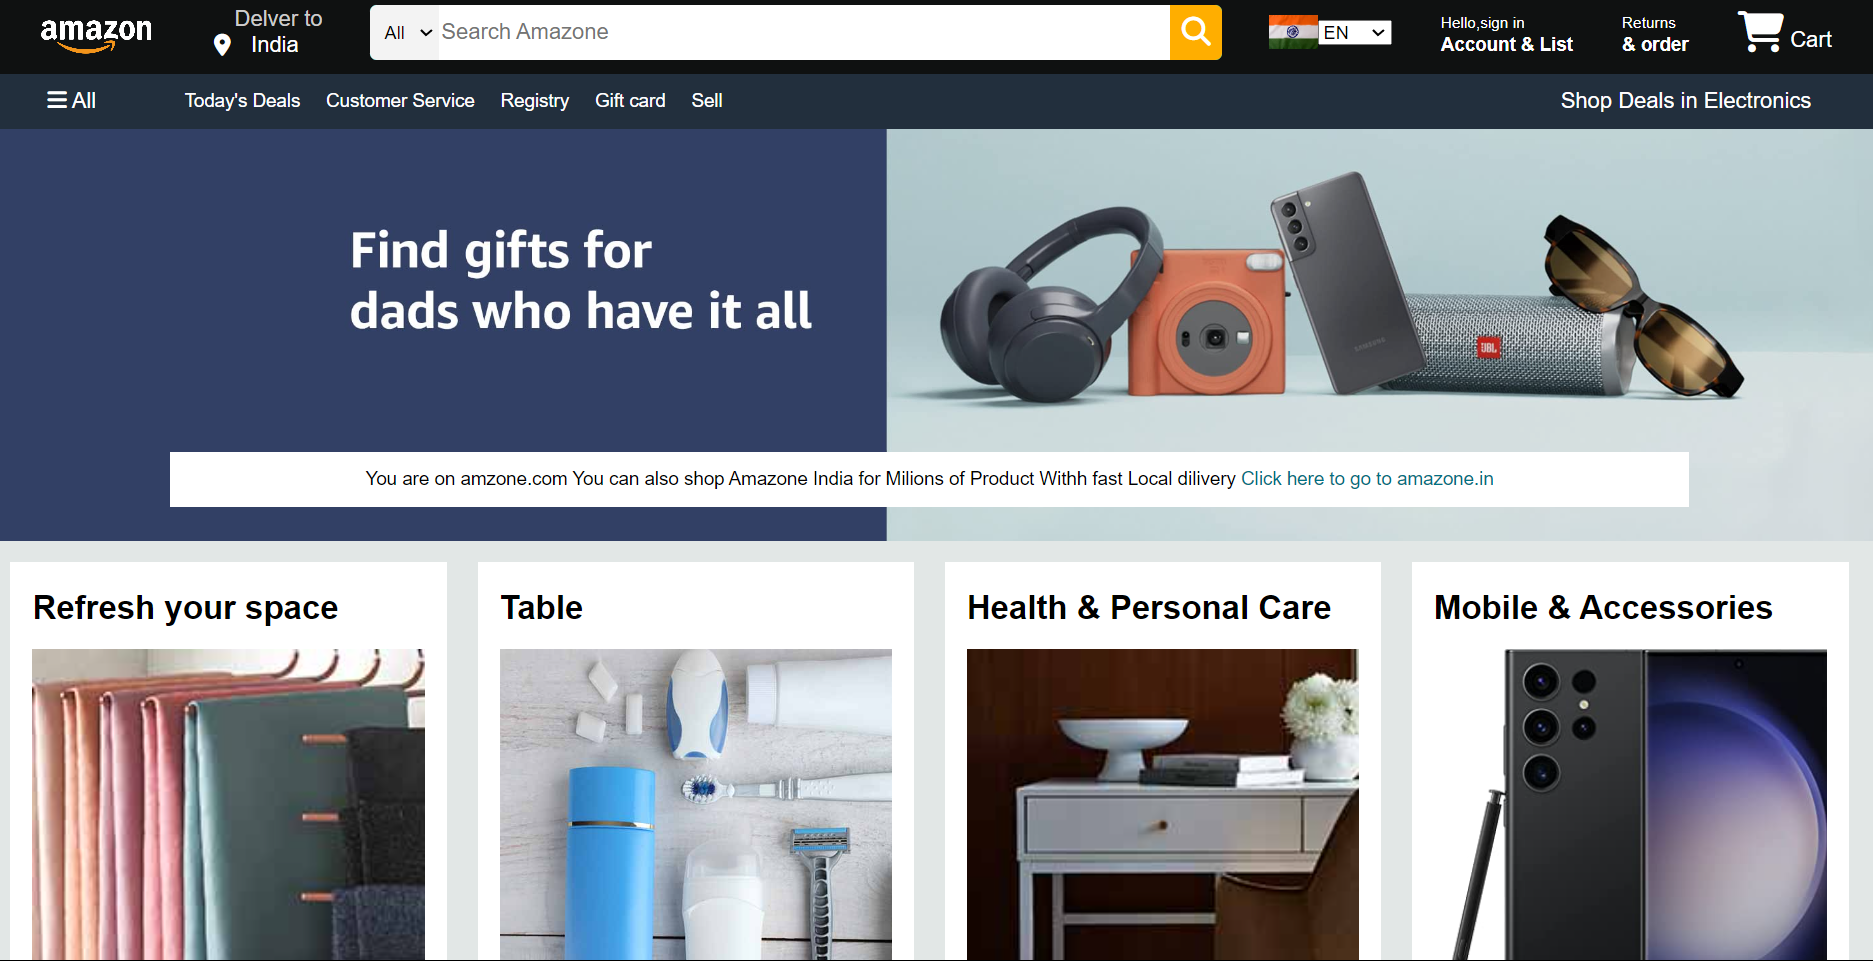 amazon
Delver to
India
All
Search Amazone
EN
Hello,sign in
Account & List
Returns
& order
Cart
All
Today's Deals
Customer Service
Registry
Gift card
Sell
Shop Deals in Electronics
Find gifts for
dads who have it all
SAMSUNG
JBL
You are on amzone.com You can also shop Amazone India for Milions of Product Withh fast Local dilivery Click here to go to amazone.in
Refresh your space
Table
Health & Personal Care
Mobile & Accessories